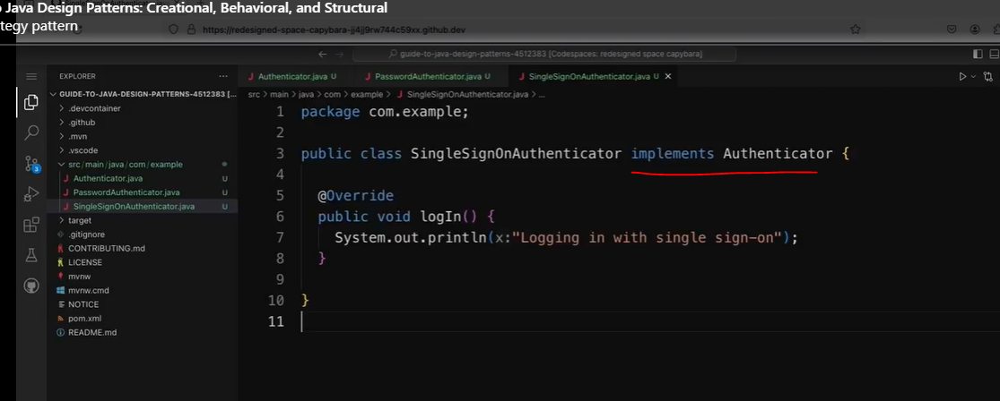 Java Design Patterns: Creational, Behavioral, and Structural
tegy pattern
https://redesigned-space-capybara-jj4jj9rw744c59xx.github.dev
guide-to-java-design-patterns-4512383 [Codespaces: redesigned space capybara]
EXPLORER
Authenticator.java U
PasswordAuthenticator.java U
SingleSignOnAuthenticator.java U
GUIDE-TO-JAVA-DESIGN-PATTERNS-4512383 [...
src > main > java > com > example > J SingleSignOnAuthenticator.java > ...
.devcontainer
.github
.mvn
.vscode
src/main/java/com/example
Authenticator.java U
PasswordAuthenticator.java U
SingleSignOnAuthenticator.java U
target
.gitignore
CONTRIBUTING.md
LICENSE
mvnw
mvnw.cmd
NOTICE
pom.xml
README.md
3
1 package com.example;
2
3 public class SingleSignOnAuthenticator implements Authenticator {
4
5 @Override
6 public void logIn() {
7 System.out.println(x:"Logging in with single sign-on");
8 }
9
10 }
11